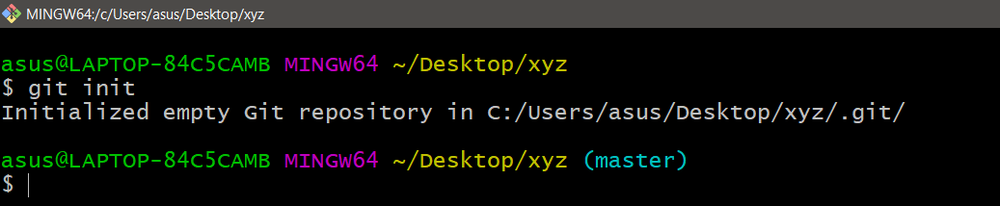 MINGW64:/c/Users/asus/Desktop/xyz
asus@LAPTOP-84C5CAMB MINGW64 ~/Desktop/xyz
$ git init
Initialized empty Git repository in C:/Users/asus/Desktop/xyz/.git/
asus@LAPTOP-84C5CAMB MINGW64 ~/Desktop/xyz (master)
$